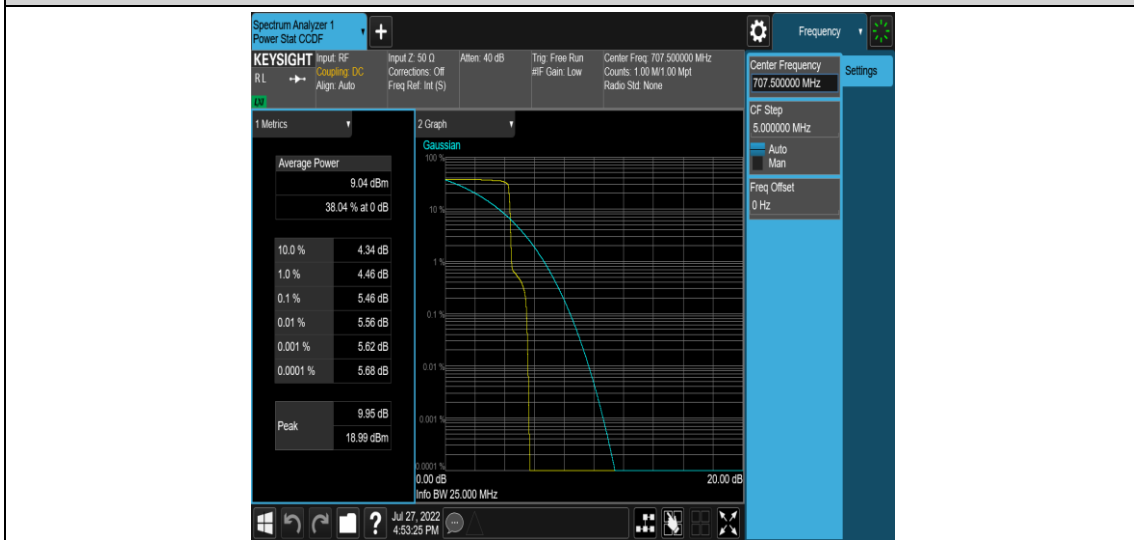 Spectrum Analyzer 1
Power Stat CCDF
+
Frequency
KEYSIGHT
RL
LXI
Input: RF
Coupling: DC
Align: Auto
Input Z: 50 Ω
Corrections: Off
Freq Ref: Int (S)
Atten: 40 dB
Trig: Free Run
#IF Gain: Low
Center Freq: 707.500000 MHz
Counts: 1.00 M/1.00 Mpt
Radio Std: None
Center Frequency
707.500000 MHz
Settings
CF Step
5.000000 MHz
Auto
Man
Freq Offset
0 Hz
1 Metrics
Average Power
9.04 dBm
38.04 % at 0 dB
10.0 % 4.34 dB
1.0 % 4.46 dB
0.1 % 5.46 dB
0.01 % 5.56 dB
0.001 % 5.62 dB
0.0001 % 5.68 dB
Peak
9.95 dB
18.99 dBm
2 Graph
Gaussian
100 %
10 %
1 %
0.1 %
0.01 %
0.001 %
0.0001 %
0.00 dB 20.00 dB
Info BW 25.000 MHz
?
Jul 27, 2022
4:53:25 PM